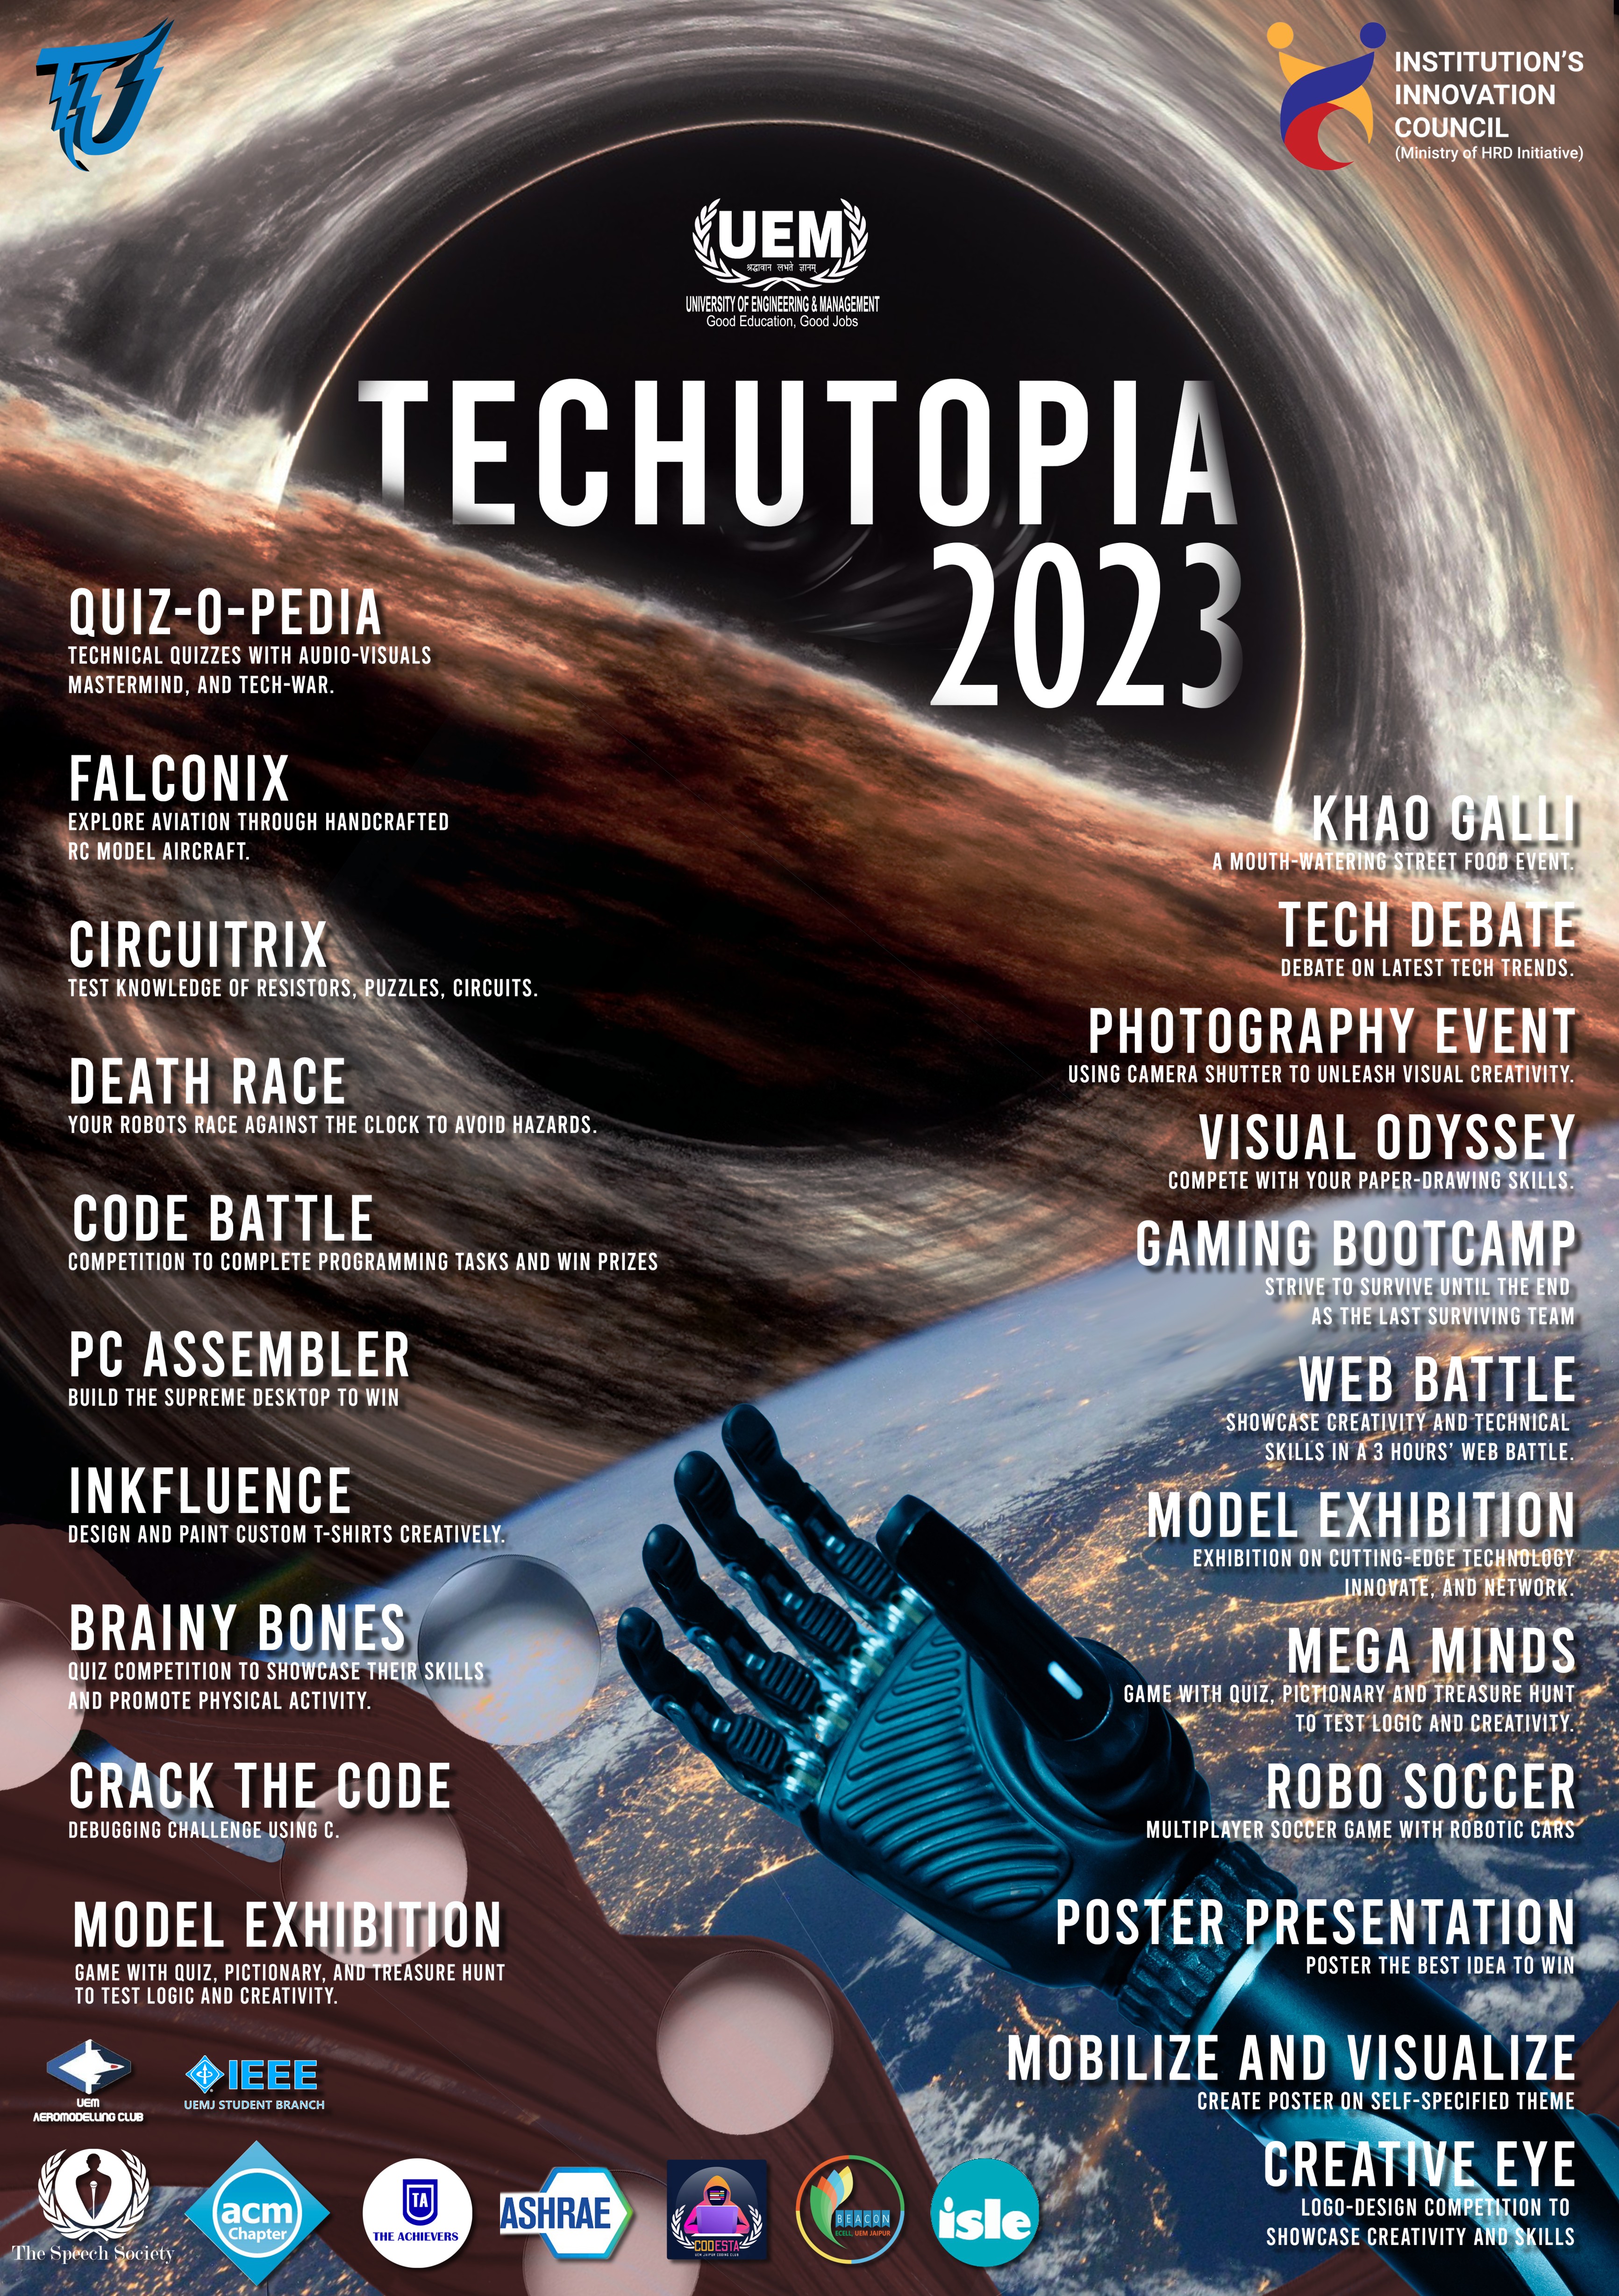 TU
INSTITUTION'S
INNOVATION
COUNCIL
(Ministry of HRD Initiative)
UEM
श्रद्धावान लभते ज्ञानम्
UNIVERSITY OF ENGINEERING & MANAGEMENT
Good Education, Good Jobs
TECHUTOPIA
2023
QUIZ-O-PEDIA
TECHNICAL QUIZZES WITH AUDIO-VISUALS
MASTERMIND, AND TECH-WAR.
FALCONIX
EXPLORE AVIATION THROUGH HANDCRAFTED
RC MODEL AIRCRAFT.
CIRCUITRIX
TEST KNOWLEDGE OF RESISTORS, PUZZLES, CIRCUITS.
DEATH RACE
YOUR ROBOTS RACE AGAINST THE CLOCK TO AVOID HAZARDS.
CODE BATTLE
COMPETITION TO COMPLETE PROGRAMMING TASKS AND WIN PRIZES
PC ASSEMBLER
BUILD THE SUPREME DESKTOP TO WIN
INKFLUENCE
DESIGN AND PAINT CUSTOM T-SHIRTS CREATIVELY.
BRAINY BONES
QUIZ COMPETITION TO SHOWCASE THEIR SKILLS
AND PROMOTE PHYSICAL ACTIVITY.
CRACK THE CODE
DEBUGGING CHALLENGE USING C.
MODEL EXHIBITION
GAME WITH QUIZ, PICTIONARY, AND TREASURE HUNT
TO TEST LOGIC AND CREATIVITY.
KHAO GALLI
A MOUTH-WATERING STREET FOOD EVENT.
TECH DEBATE
DEBATE ON LATEST TECH TRENDS.
PHOTOGRAPHY EVENT
USING CAMERA SHUTTER TO UNLEASH VISUAL CREATIVITY.
VISUAL ODYSSEY
COMPETE WITH YOUR PAPER-DRAWING SKILLS.
GAMING BOOTCAMP
STRIVE TO SURVIVE UNTIL THE END
AS THE LAST SURVIVING TEAM
WEB BATTLE
SHOWCASE CREATIVITY AND TECHNICAL
SKILLS IN A 3 HOURS' WEB BATTLE.
MODEL EXHIBITION
EXHIBITION ON CUTTING-EDGE TECHNOLOGY
INNOVATE, AND NETWORK.
MEGA MINDS
GAME WITH QUIZ, PICTIONARY AND TREASURE HUNT
TO TEST LOGIC AND CREATIVITY.
ROBO SOCCER
MULTIPLAYER SOCCER GAME WITH ROBOTIC CARS
POSTER PRESENTATION
POSTER THE BEST IDEA TO WIN
MOBILIZE AND VISUALIZE
CREATE POSTER ON SELF-SPECIFIED THEME
CREATIVE EYE
LOGO-DESIGN COMPETITION TO
SHOWCASE CREATIVITY AND SKILLS
UEM
AEROMODELLING CLUB
IEEE
UEMJ STUDENT BRANCH
The Speech Society
acm
Chapter
TA
THE ACHIEVERS
ASHRAE
CODESTA
UEM JAIPUR CODING CLUB
BEACON
ECELL UEM JAIPUR
isle